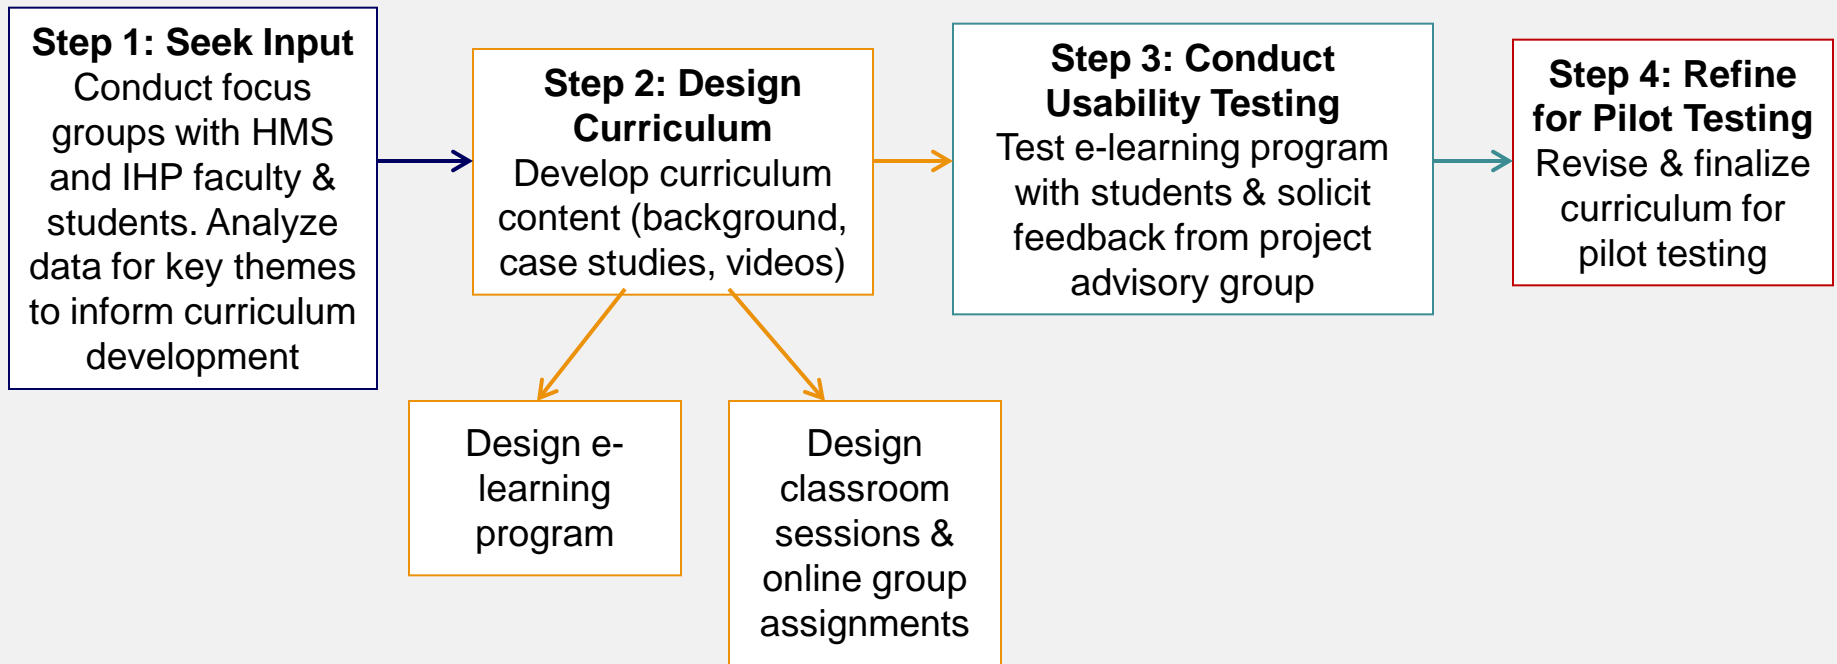 Step 1: Seek Input
Conduct focus
groups with HMS
and IHP faculty &
students. Analyze
data for key themes
to inform curriculum
development
Step 2: Design
Curriculum
Develop curriculum
content (background,
case studies, videos)
Step 3: Conduct
Usability Testing
Test e-learning program
with students & solicit
feedback from project
advisory group
Step 4: Refine
for Pilot Testing
Revise & finalize
curriculum for
pilot testing
Design e-
learning
program
Design
classroom
sessions &
online group
assignments